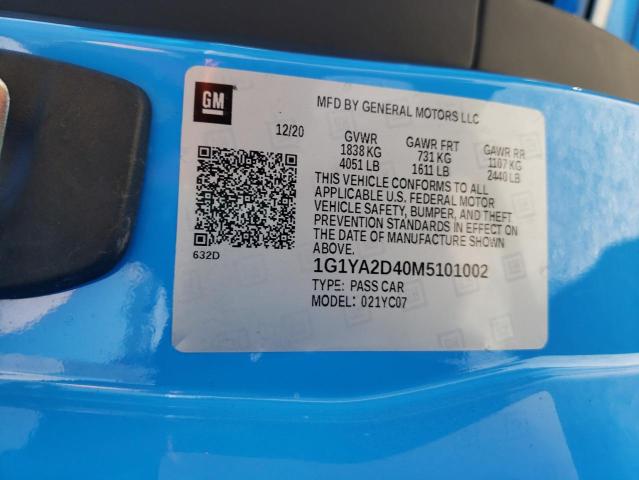 GM
MFD BY GENERAL MOTORS LLC
12/20
GVWR GAWR FRT GAWR RR
1838 KG 731 KG 1107 KG
4051 LB 1611 LB 2440 LB
THIS VEHICLE CONFORMS TO ALL
APPLICABLE U.S. FEDERAL MOTOR
VEHICLE SAFETY, BUMPER, AND THEFT
PREVENTION STANDARDS IN EFFECT ON
THE DATE OF MANUFACTURE SHOWN
ABOVE.
632D
1G1YA2D40M5101002
TYPE: PASS CAR
MODEL: 021YC07